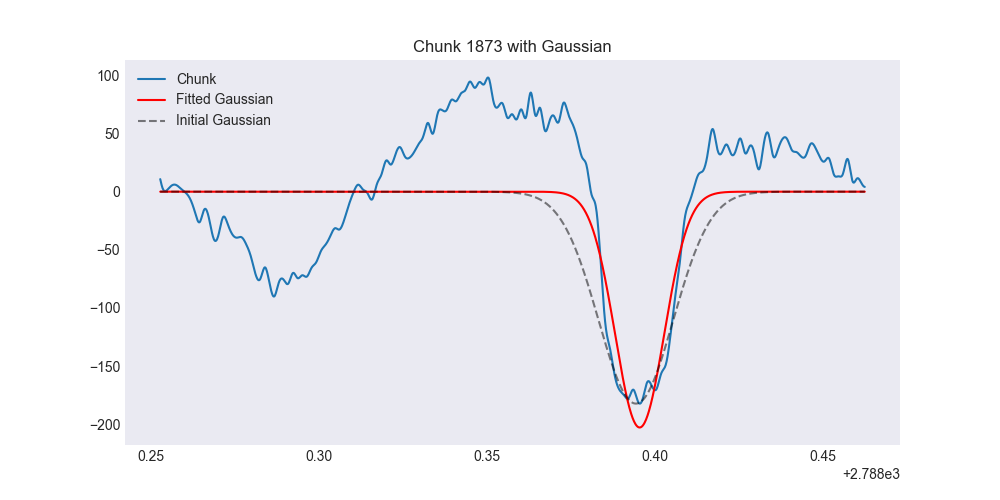 Chunk 1873 with Gaussian
Chunk
Fitted Gaussian
Initial Gaussian
100
50
0
−50
−100
−150
−200
0.25 0.30 0.35 0.40 0.45
+2.788e3